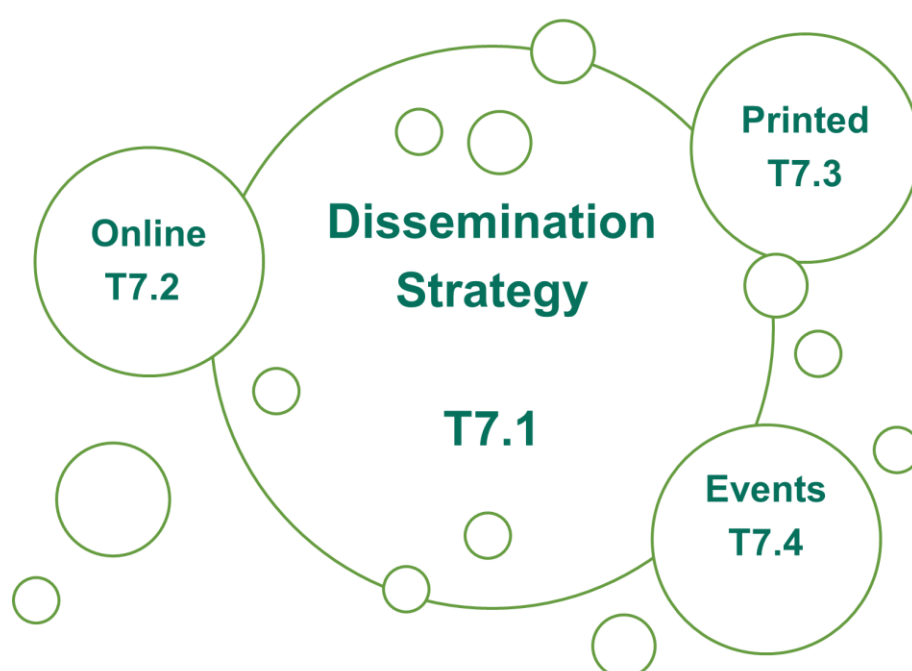 Dissemination
Strategy
T7.1
Online
T7.2
Printed
T7.3
Events
T7.4